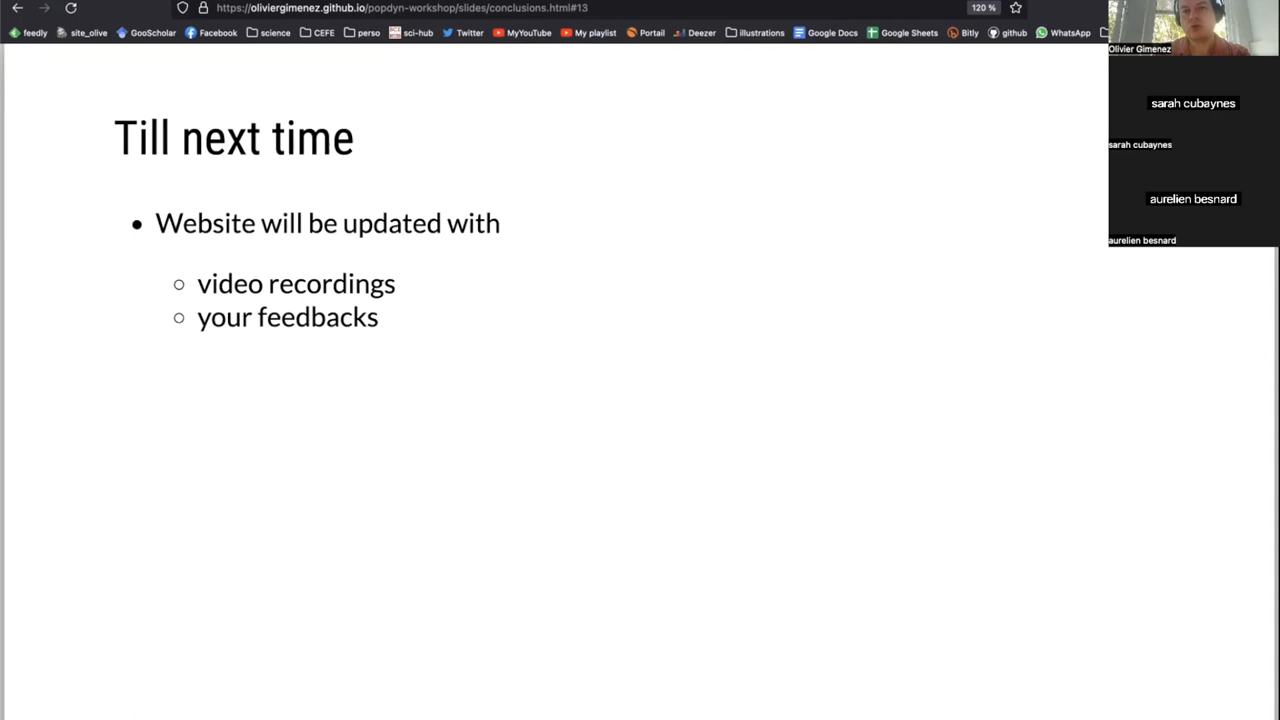 https://oliviergimenez.github.io/popdyn-workshop/slides/conclusions.html#13
120 %
feedly site_olive GooScholar Facebook science CEFE perso sci-hub Twitter MyYouTube My playlist Portail Deezer illustrations Google Docs Google Sheets Bitly github WhatsApp
Olivier Gimenez
sarah cubaynes
sarah cubaynes
aurelien besnard
aurelien besnard
Till next time
• Website will be updated with
○ video recordings
○ your feedbacks